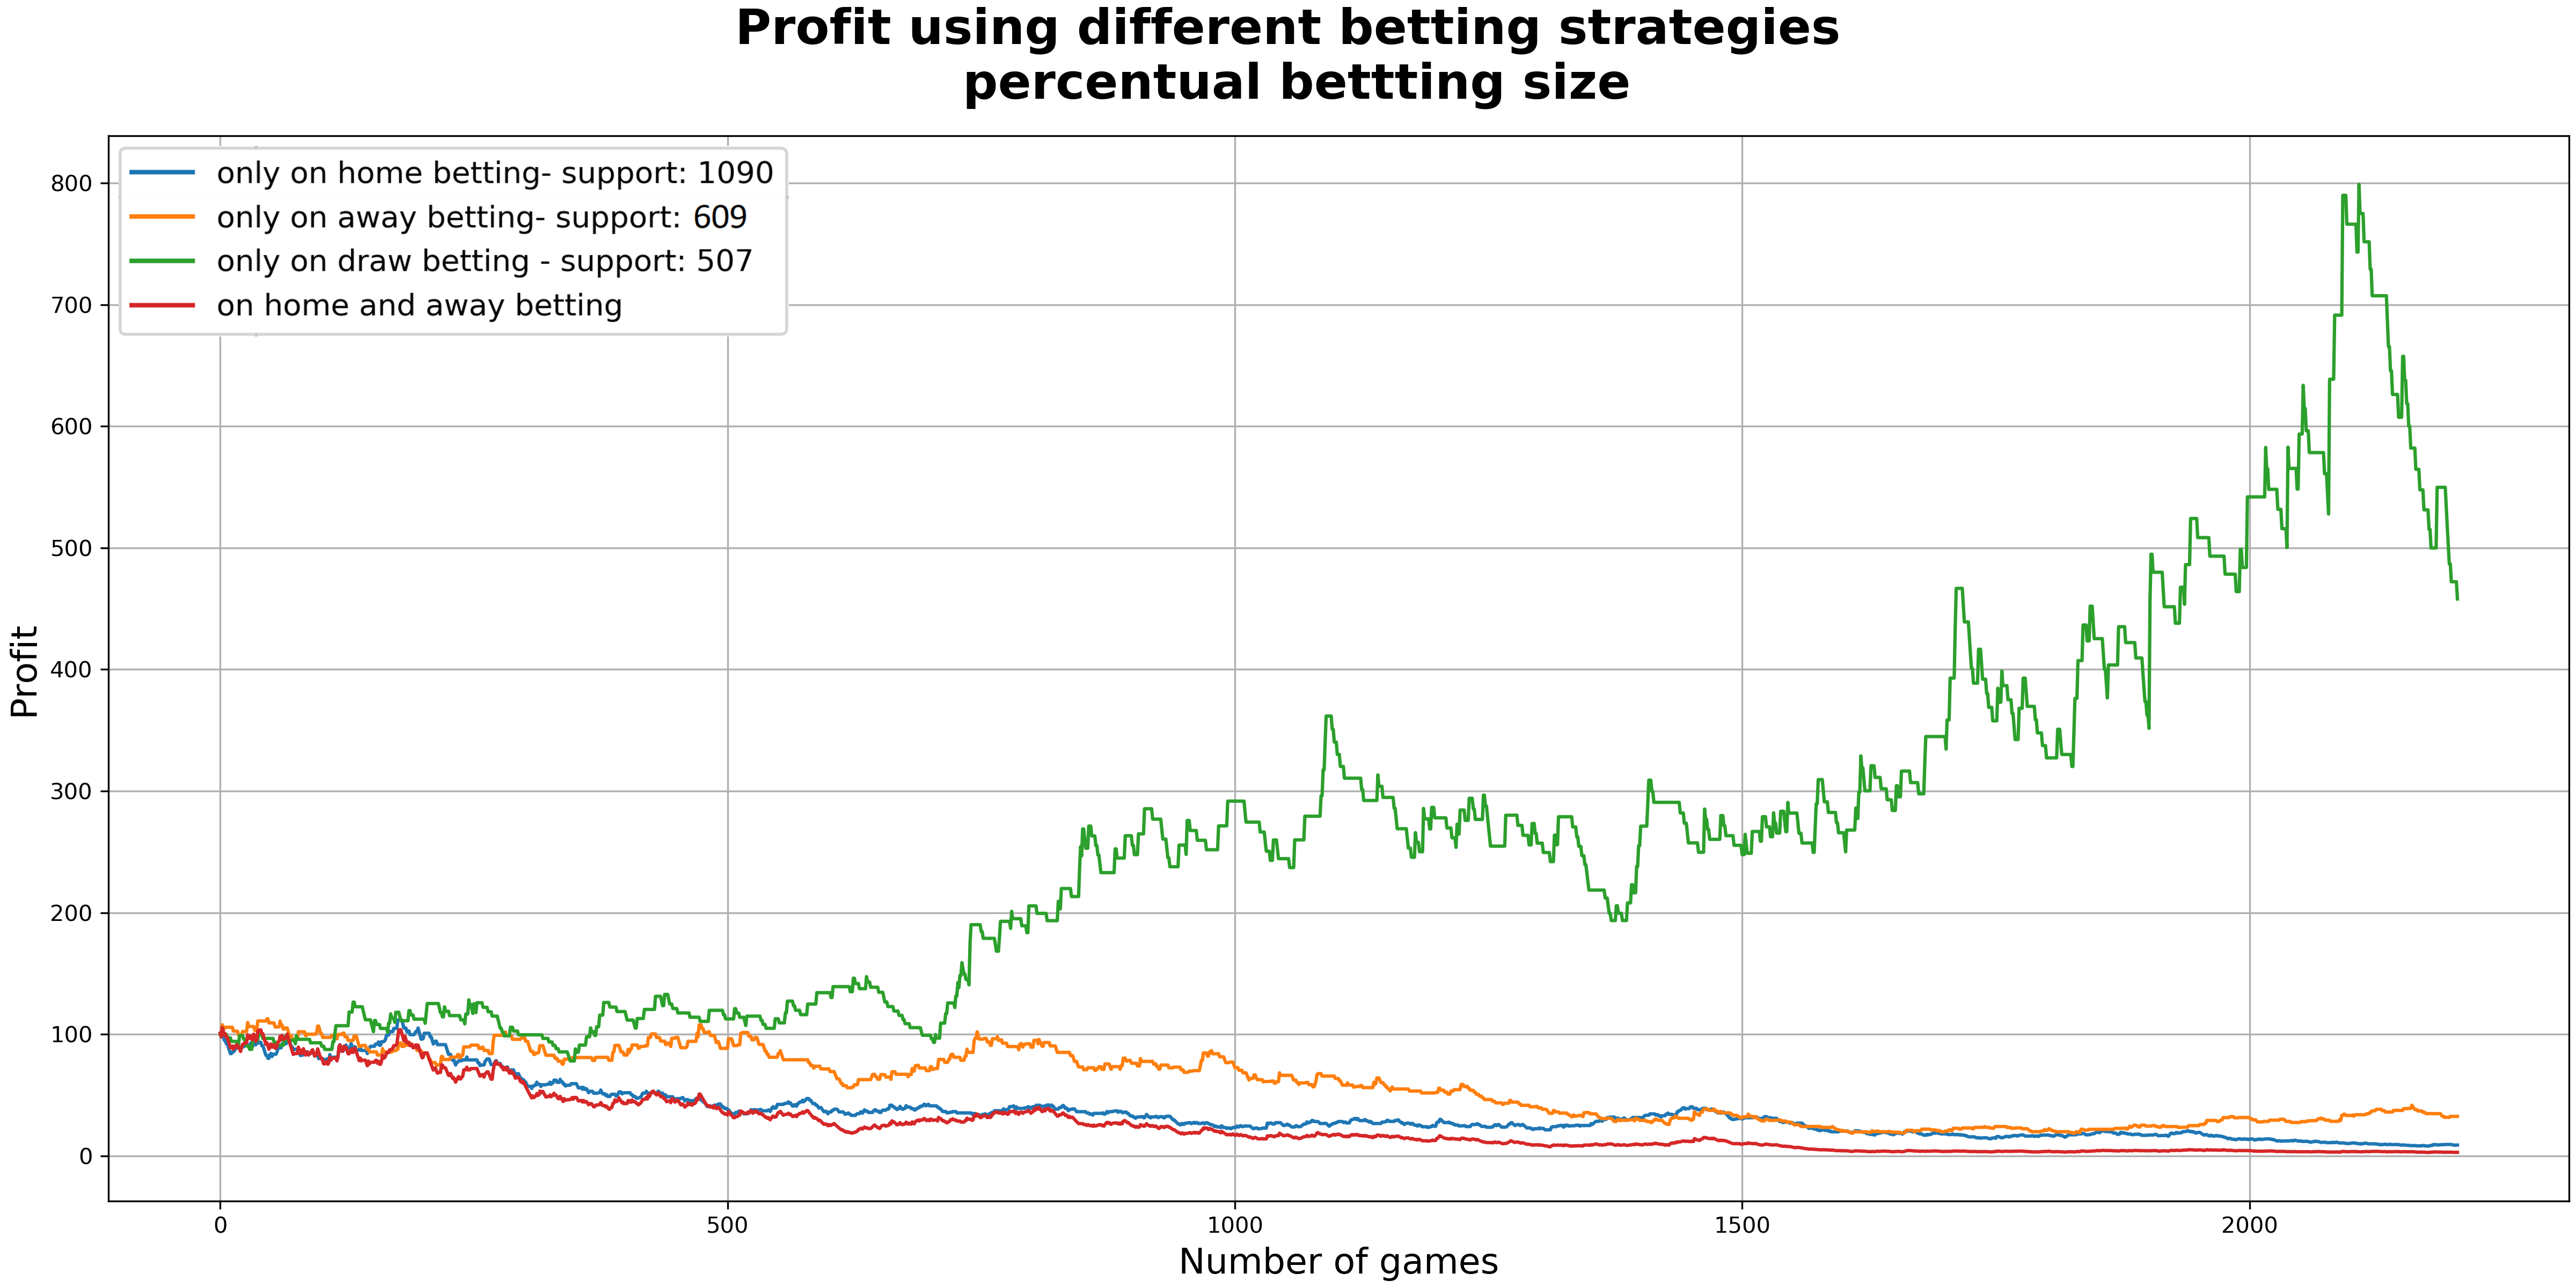 Profit using different betting strategies
percentual bettting size
only on home betting- support: 1090
only on away betting- support: 609
only on draw betting - support: 507
on home and away betting
800
700
600
500
400
300
200
100
0
Profit
0 500 1000 1500 2000
Number of games